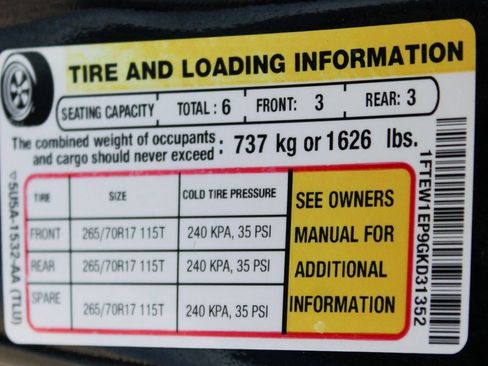 TIRE AND LOADING INFORMATION
SEATING CAPACITY TOTAL : 6 FRONT: 3 REAR: 3
The combined weight of occupants
and cargo should never exceed : 737 kg or 1626 lbs.
TIRE SIZE COLD TIRE PRESSURE
FRONT 265/70R17 115T 240 KPA, 35 PSI
REAR 265/70R17 115T 240 KPA, 35 PSI
SPARE 265/70R17 115T 240 KPA, 35 PSI
SEE OWNERS
MANUAL FOR
ADDITIONAL
INFORMATION
5USA-1532-AA (TLU)
1FTEW1EP9GKD31352